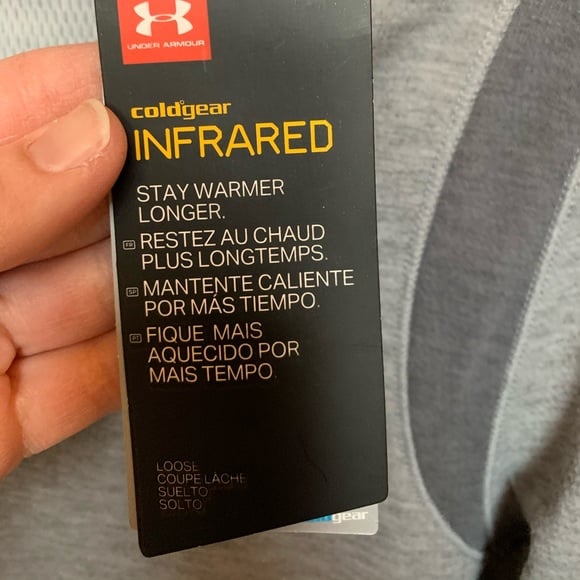 UNDER ARMOUR
coldgear
INFRARED
STAY WARMER
LONGER.
FR RESTEZ AU CHAUD
PLUS LONGTEMPS.
SP MANTENTE CALIENTE
POR MÁS TIEMPO.
PT FIQUE MAIS
AQUECIDO POR
MAIS TEMPO.
LOOSE
COUPE LÂCHE
SUELTO
SOLTO
gear